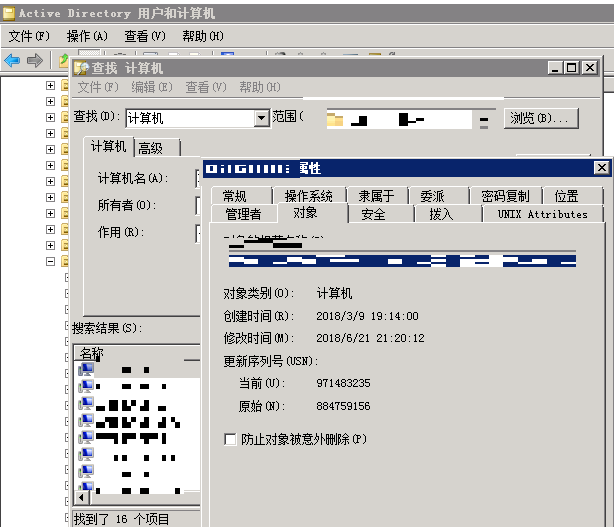 Active Directory 用户和计算机
文件(F) 操作(A) 查看(V) 帮助(H)
查找 计算机
文件(F) 编辑(E) 查看(V) 帮助(H)
查找(D): 计算机 范围( 浏览(B)...
计算机 高级
计算机名(A):
所有者(O):
作用(R):
搜索结果(S):
名称
找到了 16 个项目
属性
常规 操作系统 隶属于 委派 密码复制 位置
管理者 对象 安全 拨入 UNIX Attributes
对象类别(O): 计算机
创建时间(R): 2018/3/9 19:14:00
修改时间(M): 2018/6/21 21:20:12
更新序列号(USN):
当前(U): 971483235
原始(N): 884759156
防止对象被意外删除(P)